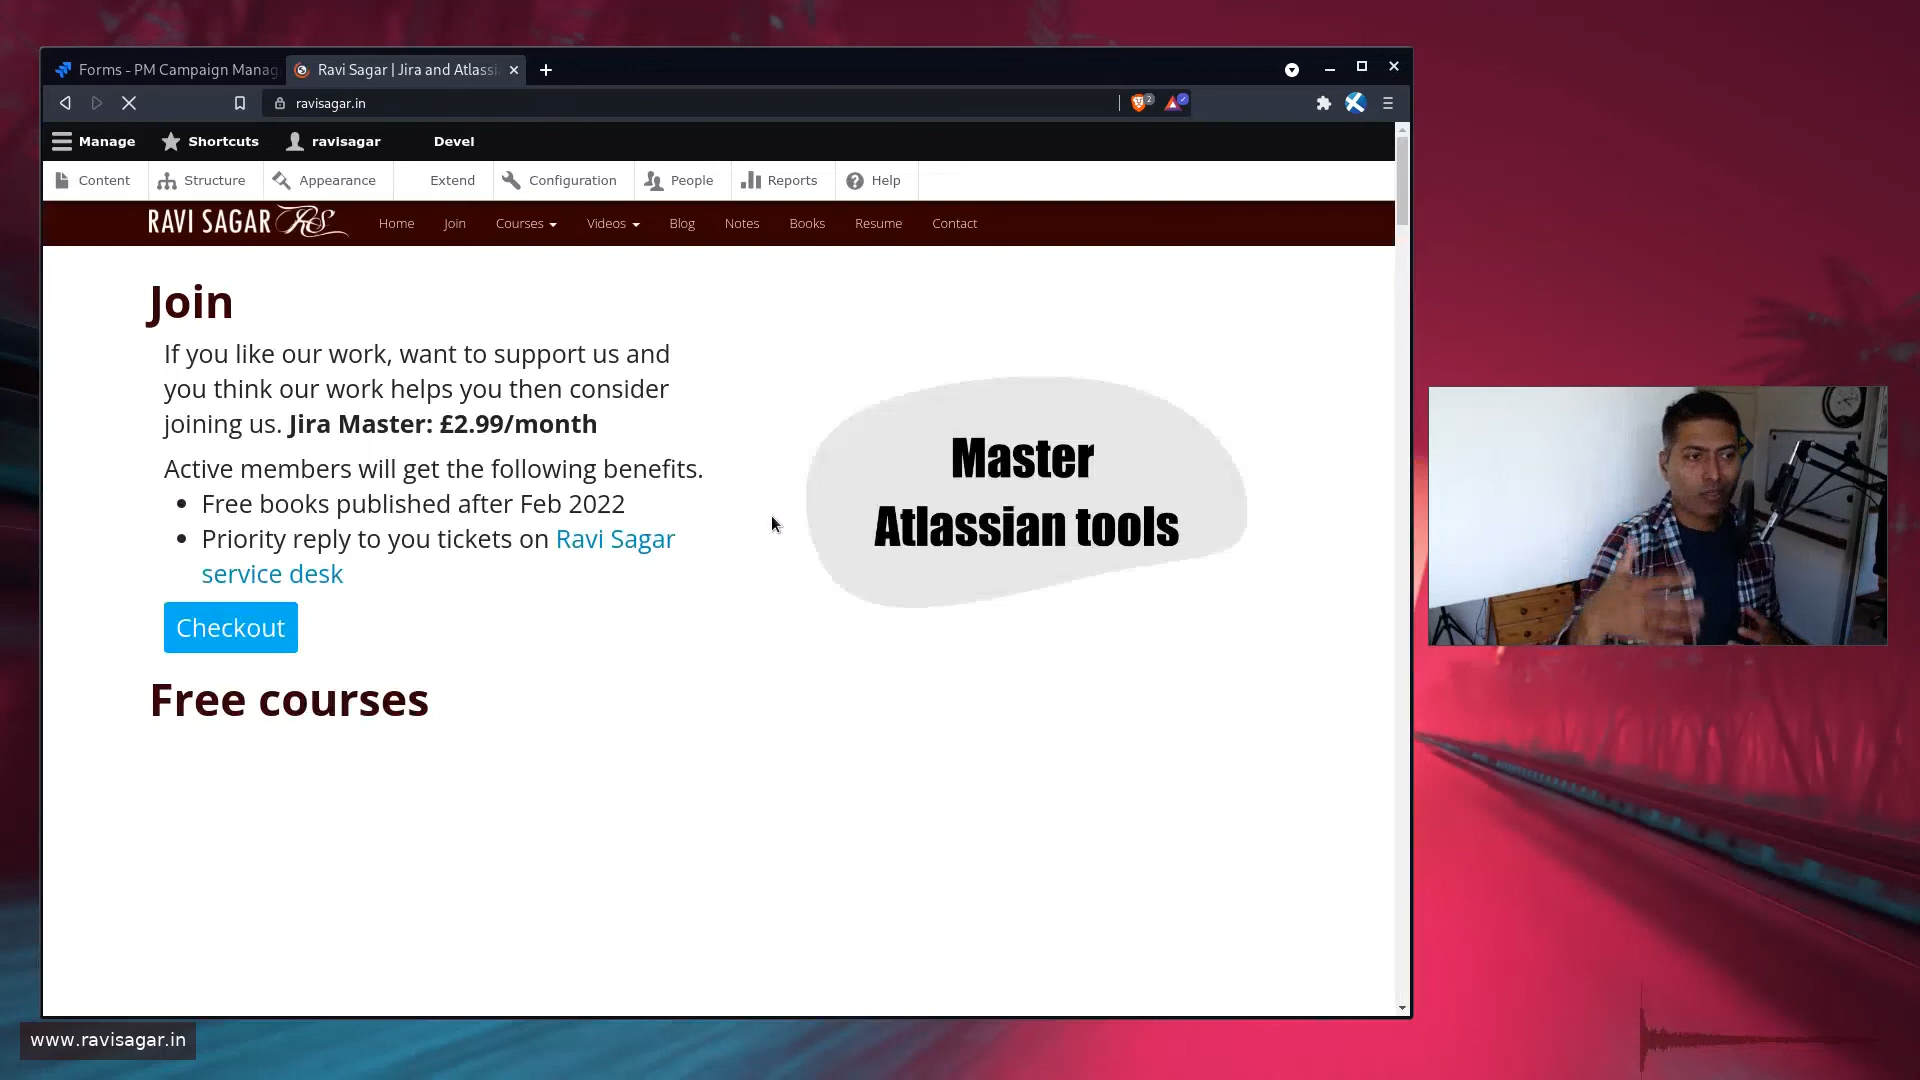 Forms - PM Campaign Manag
Ravi Sagar | Jira and Atlassi
ravisagar.in
2
Manage
Shortcuts
ravisagar
Devel
Content
Structure
Appearance
Extend
Configuration
People
Reports
Help
RAVI SAGAR RS
Home
Join
Courses
Videos
Blog
Notes
Books
Resume
Contact
Join
If you like our work, want to support us and
you think our work helps you then consider
joining us. Jira Master: £2.99/month
Active members will get the following benefits.
Free books published after Feb 2022
Priority reply to you tickets on Ravi Sagar
service desk
Checkout
Master
Atlassian tools
Free courses
www.ravisagar.in